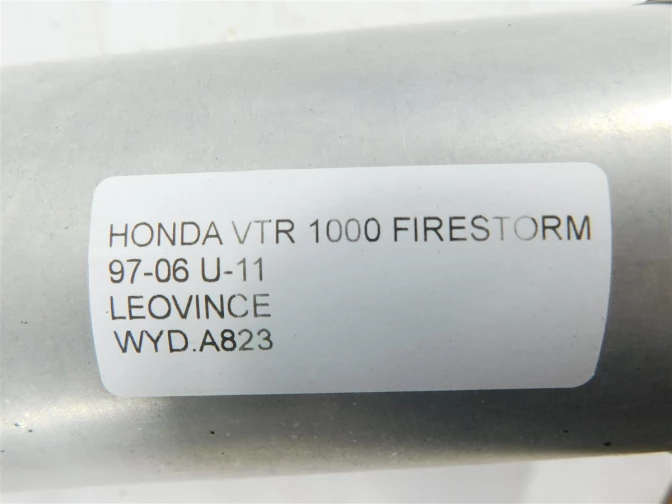 HONDA VTR 1000 FIRESTORM
97-06 U-11
LEOVINCE
WYD.A823